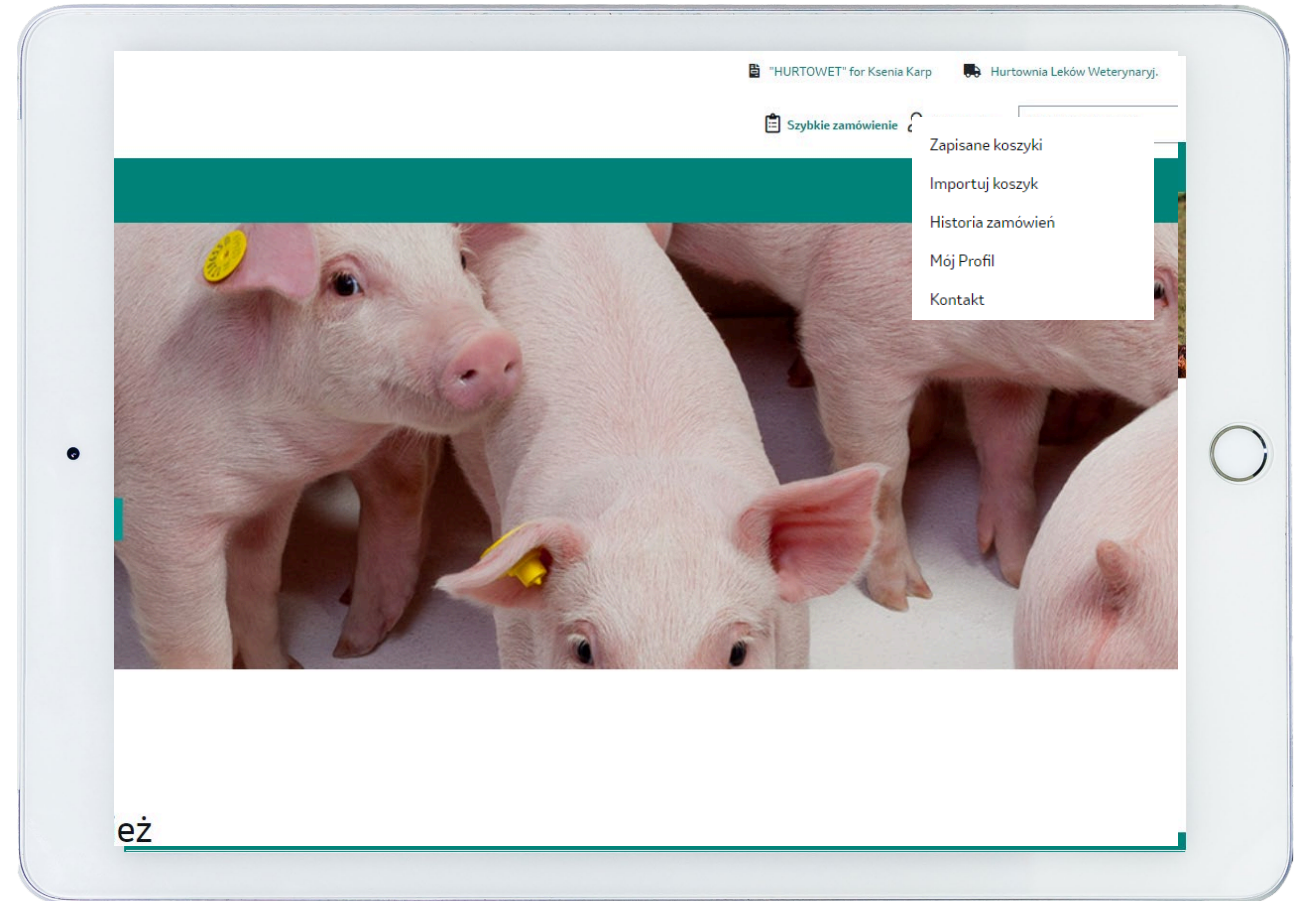 "HURTOWET" for Ksenia Karp
Hurtownia Leków Weterynaryj.
Szybkie zamówienie
Zapisane koszyki
Importuj koszyk
Historia zamówień
Mój Profil
Kontakt
eż